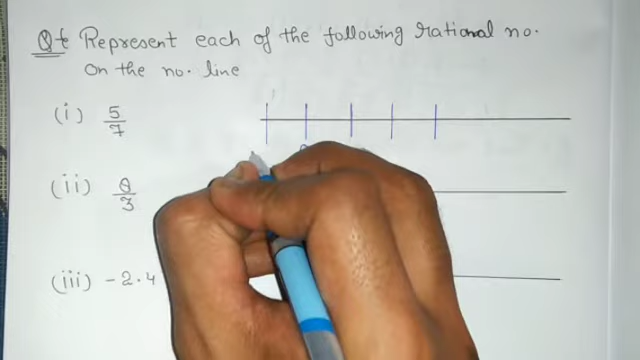 Q6 Represent each of the following rational no.
on the no. line
(i) 5/7
(ii) 8/3
(iii) -2.4